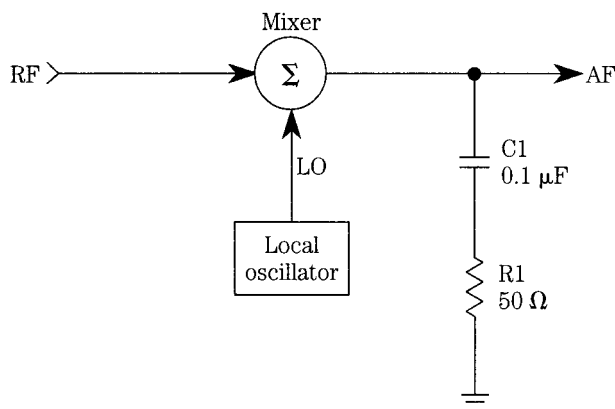 Mixer
RF
Σ
AF
LO
C1
0.1 μF
Local
oscillator
R1
50 Ω